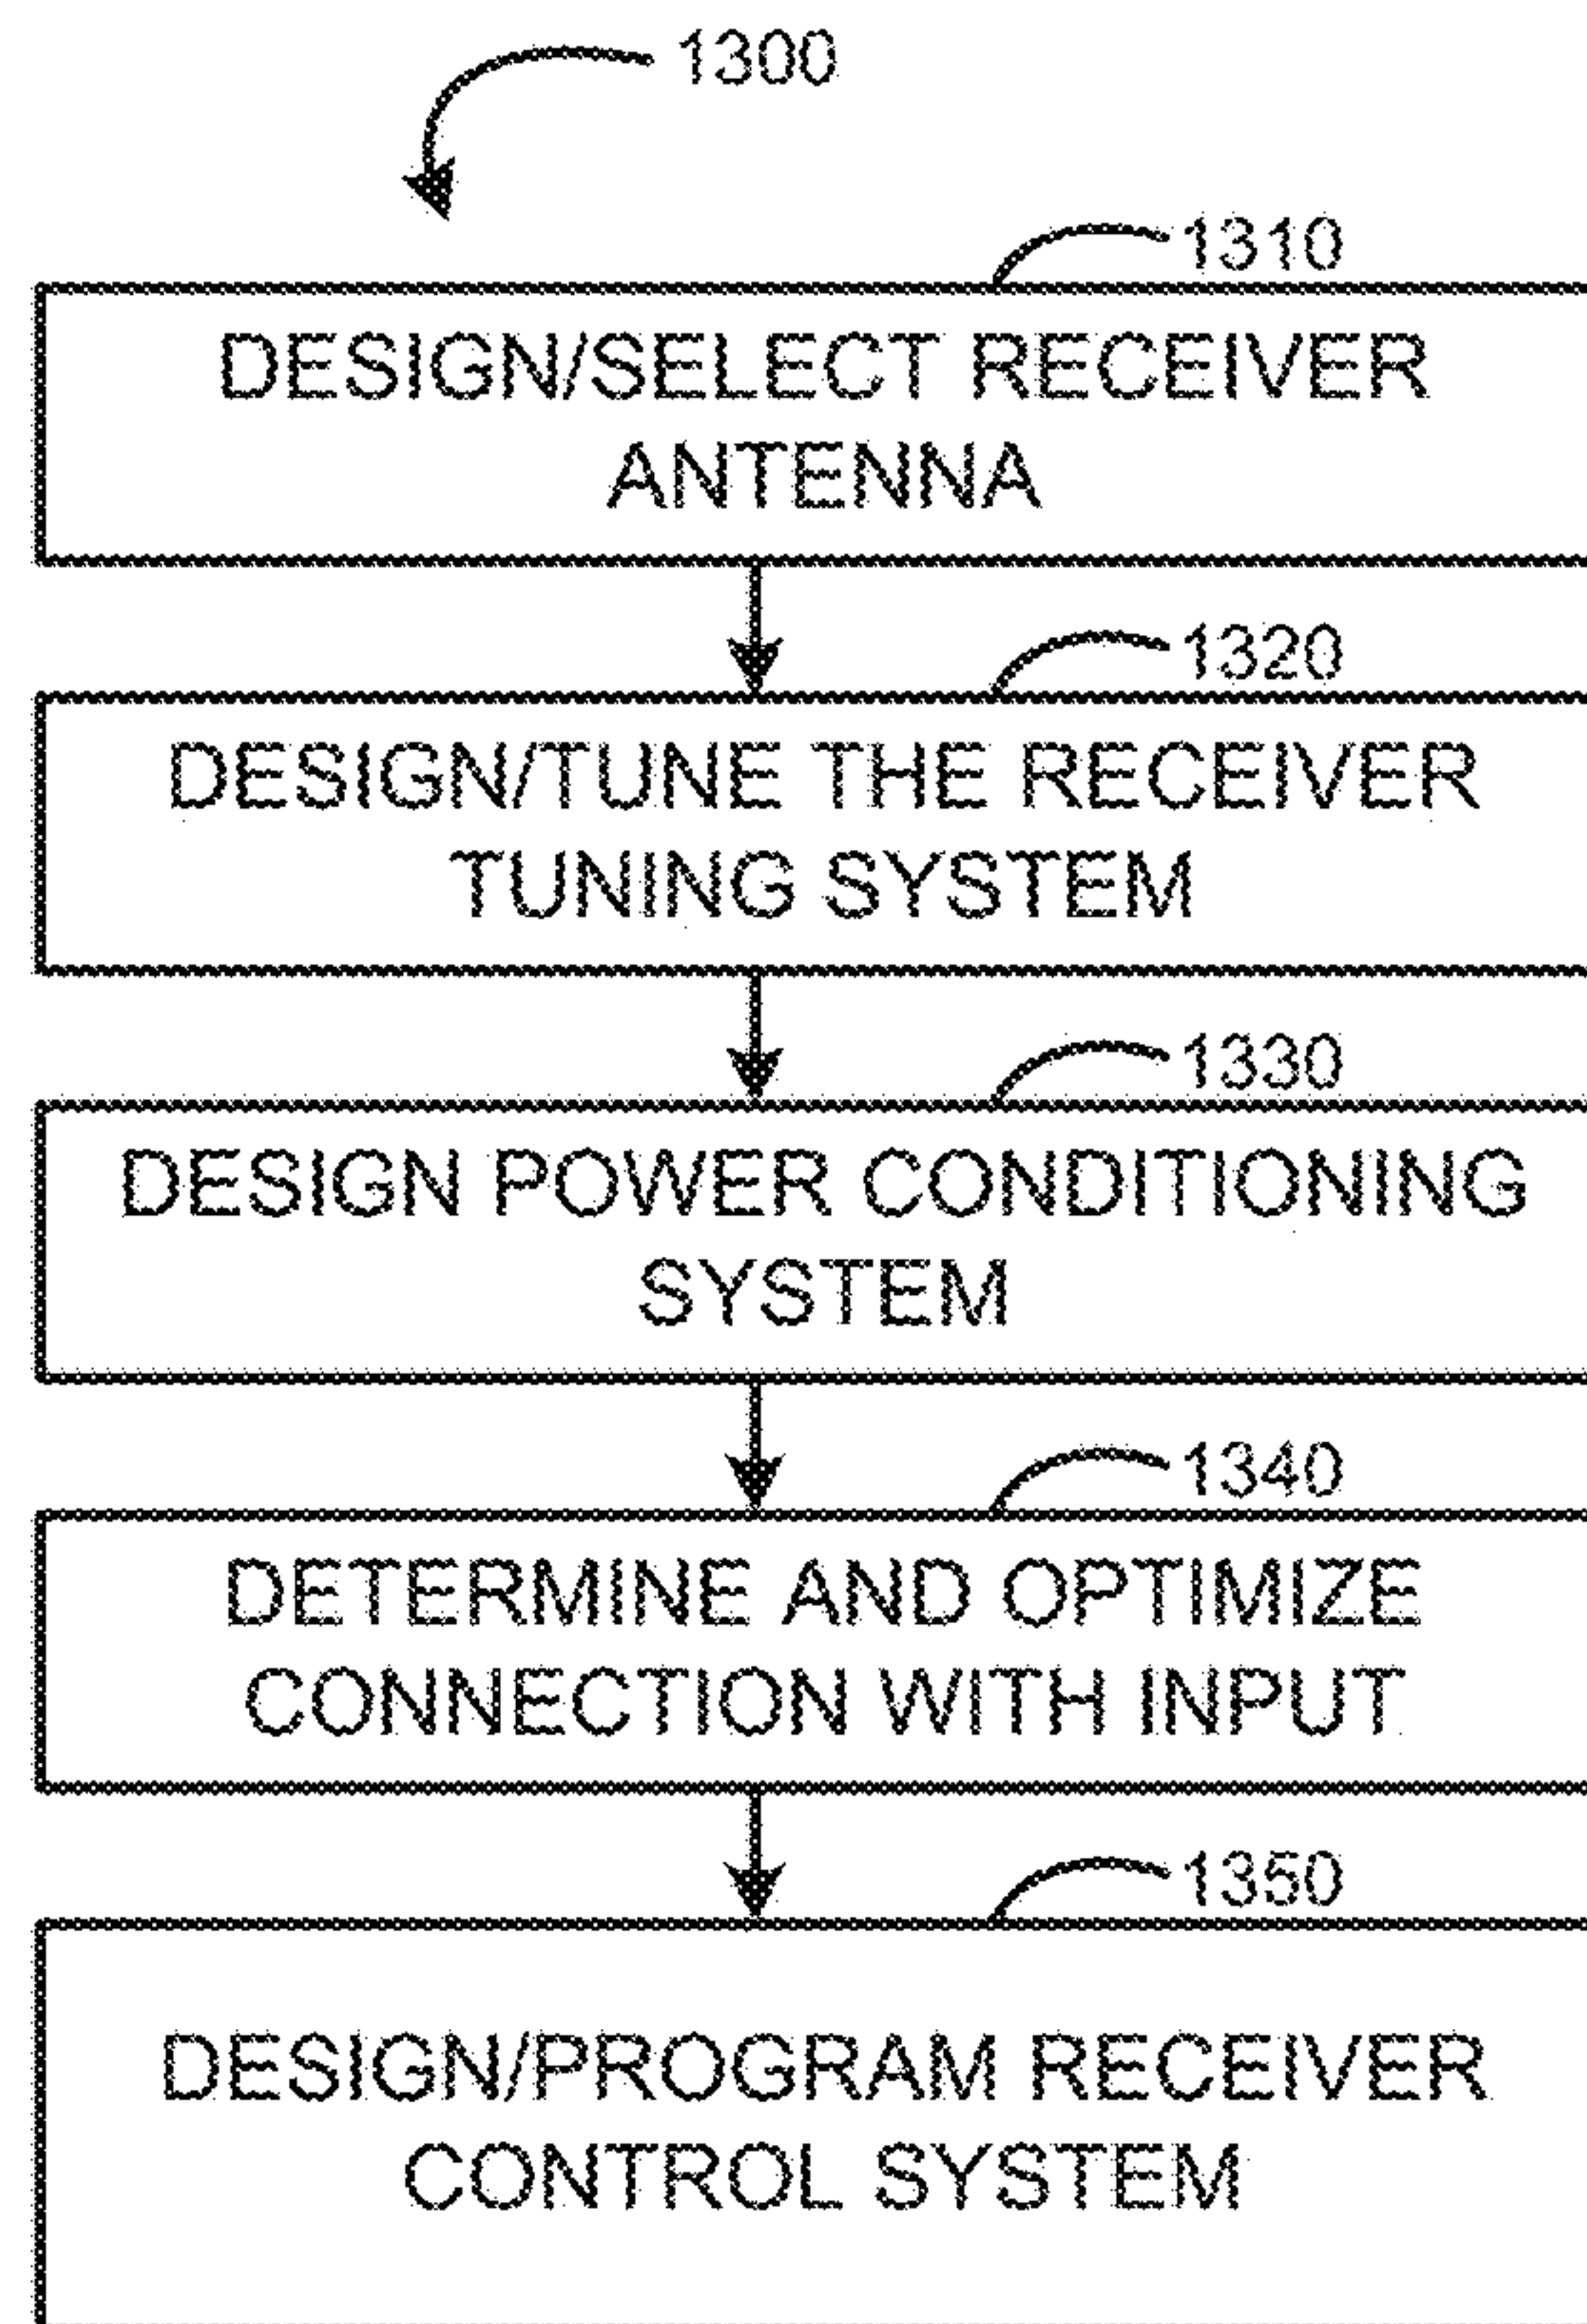 1300
1310
DESIGN/SELECT RECEIVER
ANTENNA
1320
DESIGN/TUNE THE RECEIVER
TUNING SYSTEM
1330
DESIGN POWER CONDITIONING
SYSTEM
1340
DETERMINE AND OPTIMIZE
CONNECTION WITH INPUT
1350
DESIGN/PROGRAM RECEIVER
CONTROL SYSTEM